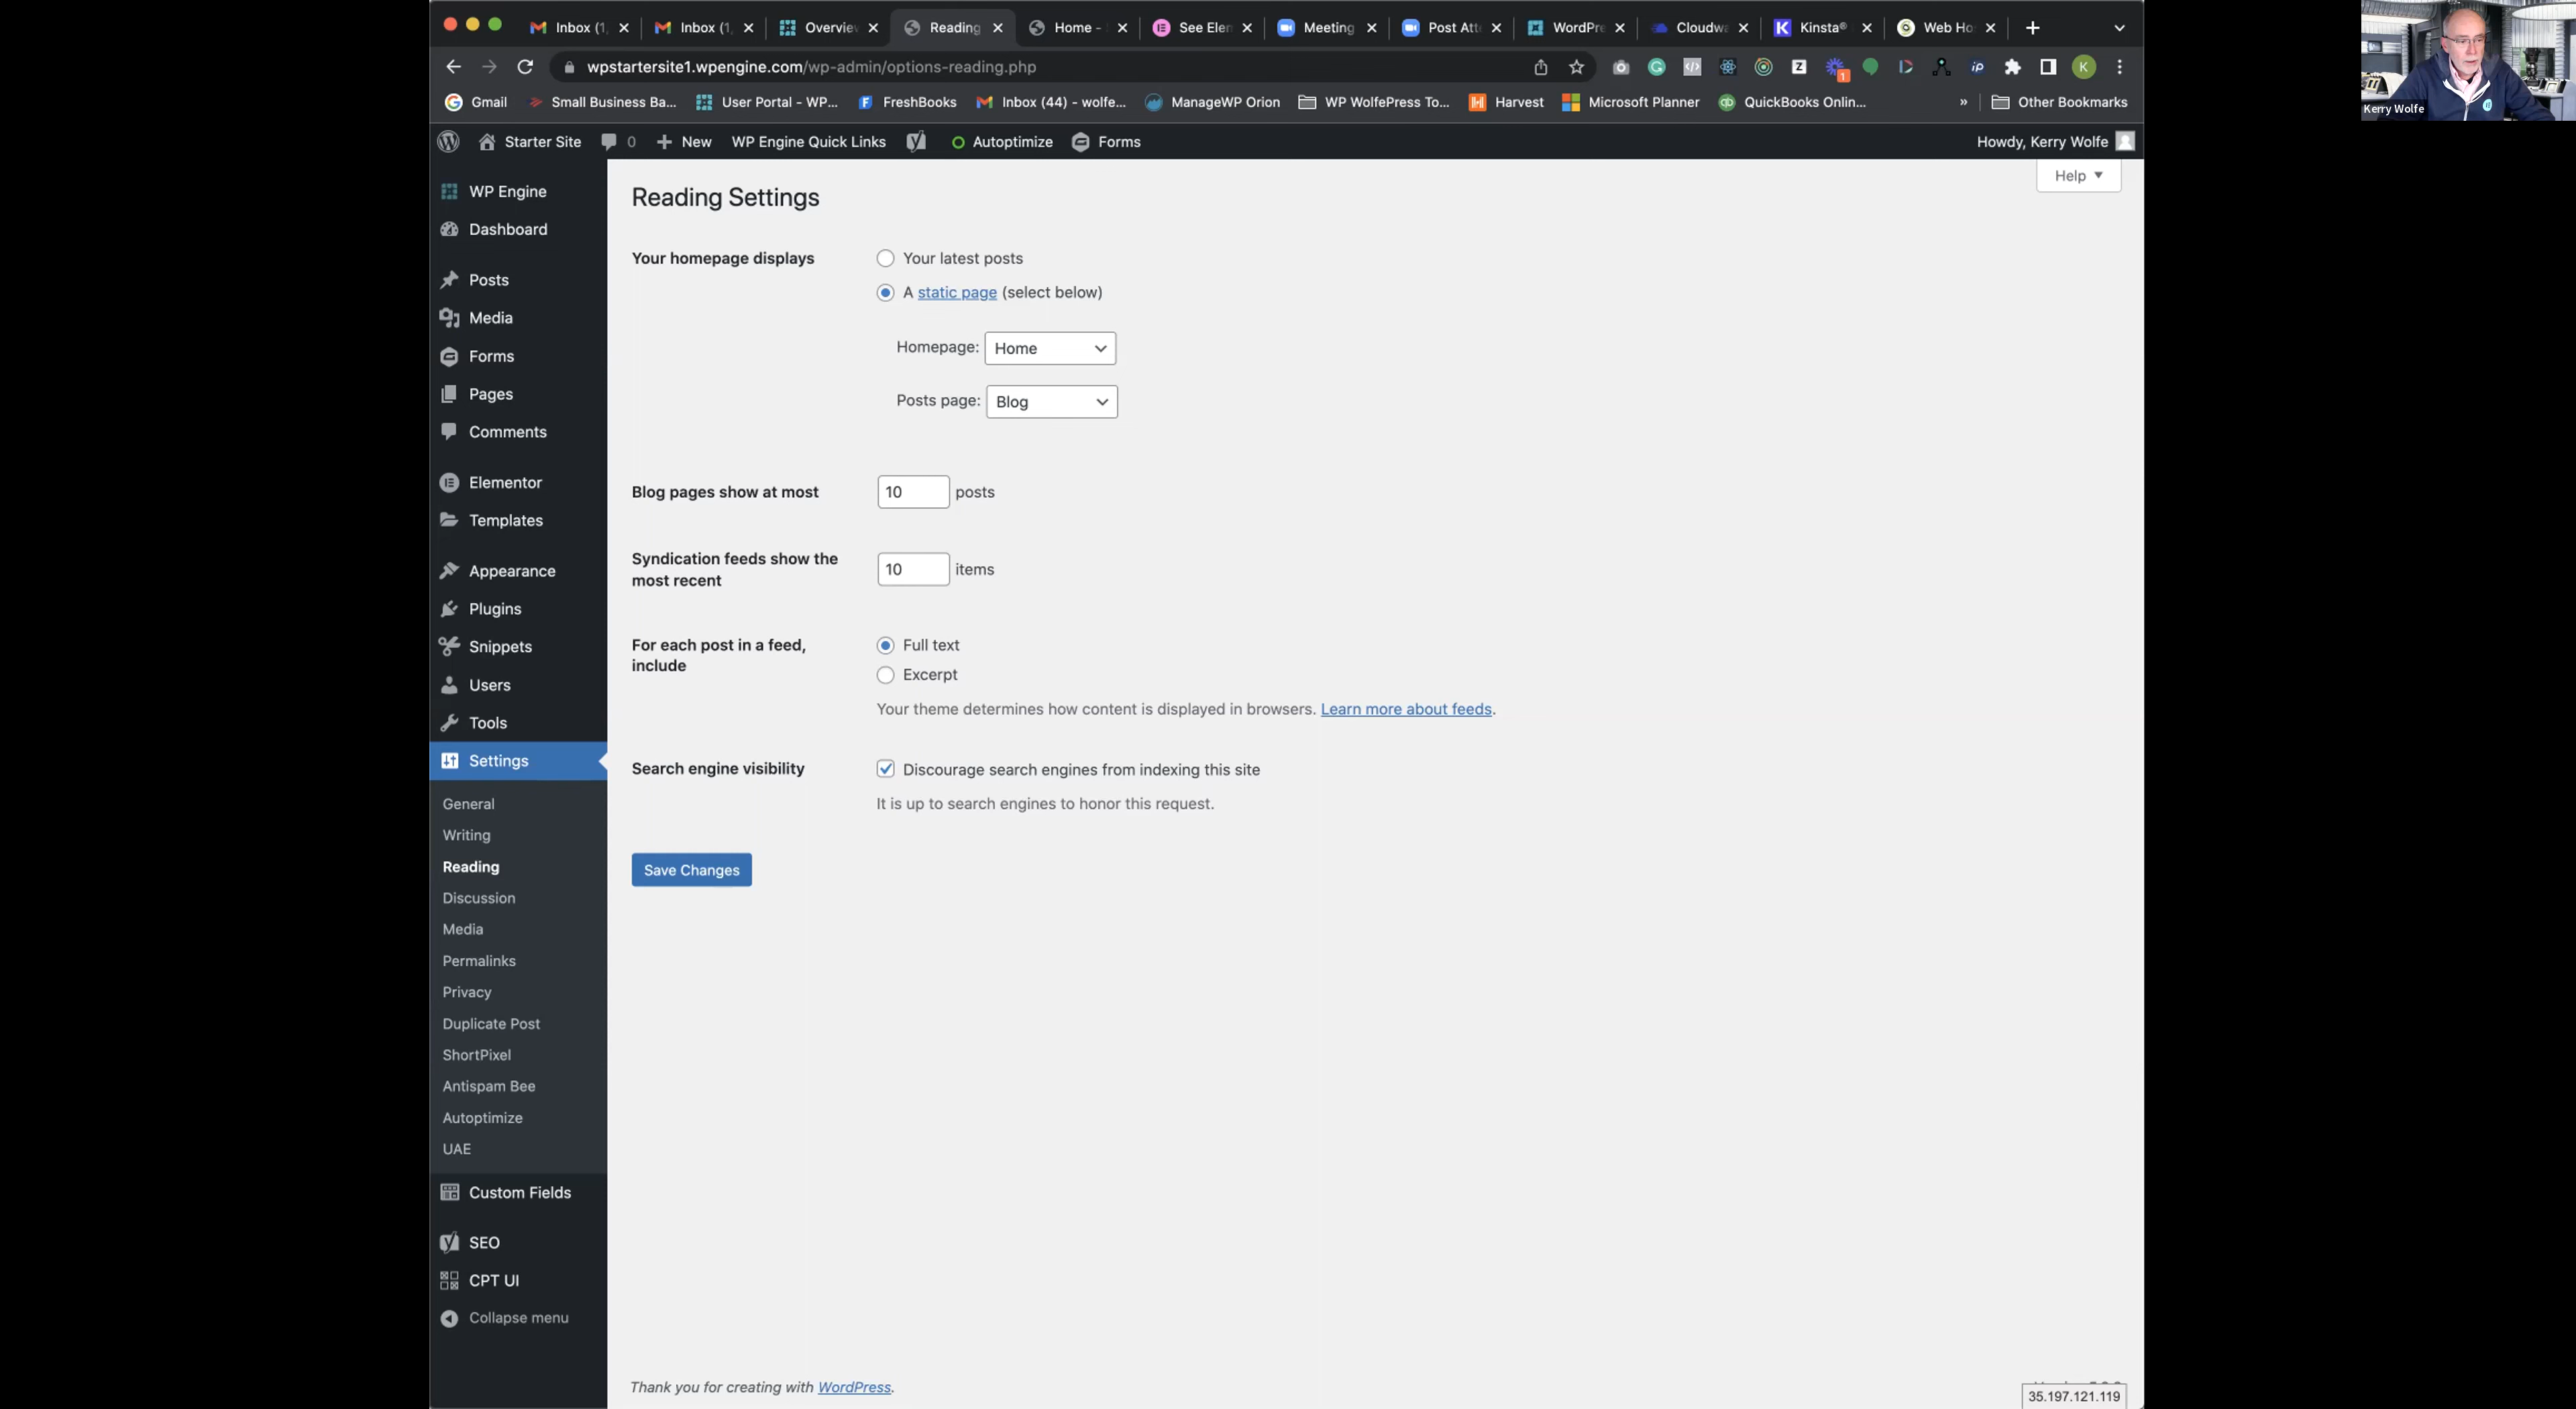 Inbox (1,
Inbox (1,
Overview
Reading
Home -
See Elem
Meeting
Post Atte
WordPre
Cloudwa
Kinsta®
Web Ho
wpstartersite1.wpengine.com/wp-admin/options-reading.php
1
K
Kerry Wolfe
Gmail
Small Business Ba...
User Portal - WP...
FreshBooks
Inbox (44) - wolfe...
ManageWP Orion
WP WolfePress To...
Harvest
Microsoft Planner
QuickBooks Onlin...
»
Other Bookmarks
Starter Site
0
New
WP Engine Quick Links
Autoptimize
Forms
Howdy, Kerry Wolfe
Help
WP Engine
Dashboard
Posts
Media
Forms
Pages
Comments
Elementor
Templates
Appearance
Plugins
Snippets
Users
Tools
Settings
General
Writing
Reading
Discussion
Media
Permalinks
Privacy
Duplicate Post
ShortPixel
Antispam Bee
Autoptimize
UAE
Custom Fields
SEO
CPT UI
Collapse menu
Reading Settings
Your homepage displays
Your latest posts
A static page (select below)
Homepage: Home
Posts page: Blog
Blog pages show at most
10 posts
Syndication feeds show the
most recent
10 items
For each post in a feed,
include
Full text
Excerpt
Your theme determines how content is displayed in browsers. Learn more about feeds.
Search engine visibility
Discourage search engines from indexing this site
It is up to search engines to honor this request.
Save Changes
Thank you for creating with WordPress.
35.197.121.119